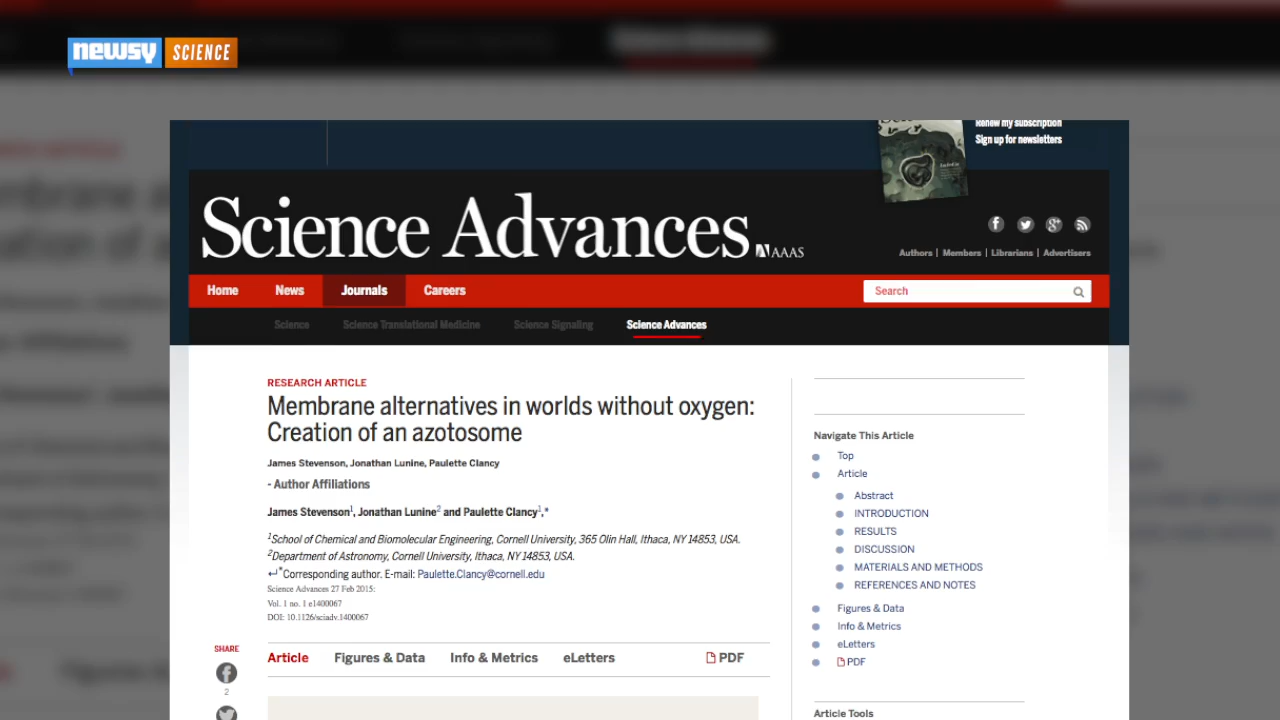 newsy SCIENCE
Renew my subscription
Sign up for newsletters
Science Advances AAAS
Authors | Members | Librarians | Advertisers
Home News Journals Careers Search
Science Science Translational Medicine Science Signaling Science Advances
RESEARCH ARTICLE
Membrane alternatives in worlds without oxygen:
Creation of an azotosome
James Stevenson, Jonathan Lunine, Paulette Clancy
- Author Affiliations
James Stevenson1, Jonathan Lunine2 and Paulette Clancy1,*
1School of Chemical and Biomolecular Engineering, Cornell University, 365 Olin Hall, Ithaca, NY 14853, USA.
2Department of Astronomy, Cornell University, Ithaca, NY 14853, USA.
↵*Corresponding author. E-mail: Paulette.Clancy@cornell.edu
Science Advances 27 Feb 2015:
Vol. 1 no. 1 e1400067
DOI: 10.1126/sciadv.1400067
SHARE
2
Article Figures & Data Info & Metrics eLetters PDF
Navigate This Article
Top
Article
Abstract
INTRODUCTION
RESULTS
DISCUSSION
MATERIALS AND METHODS
REFERENCES AND NOTES
Figures & Data
Info & Metrics
eLetters
PDF
Article Tools